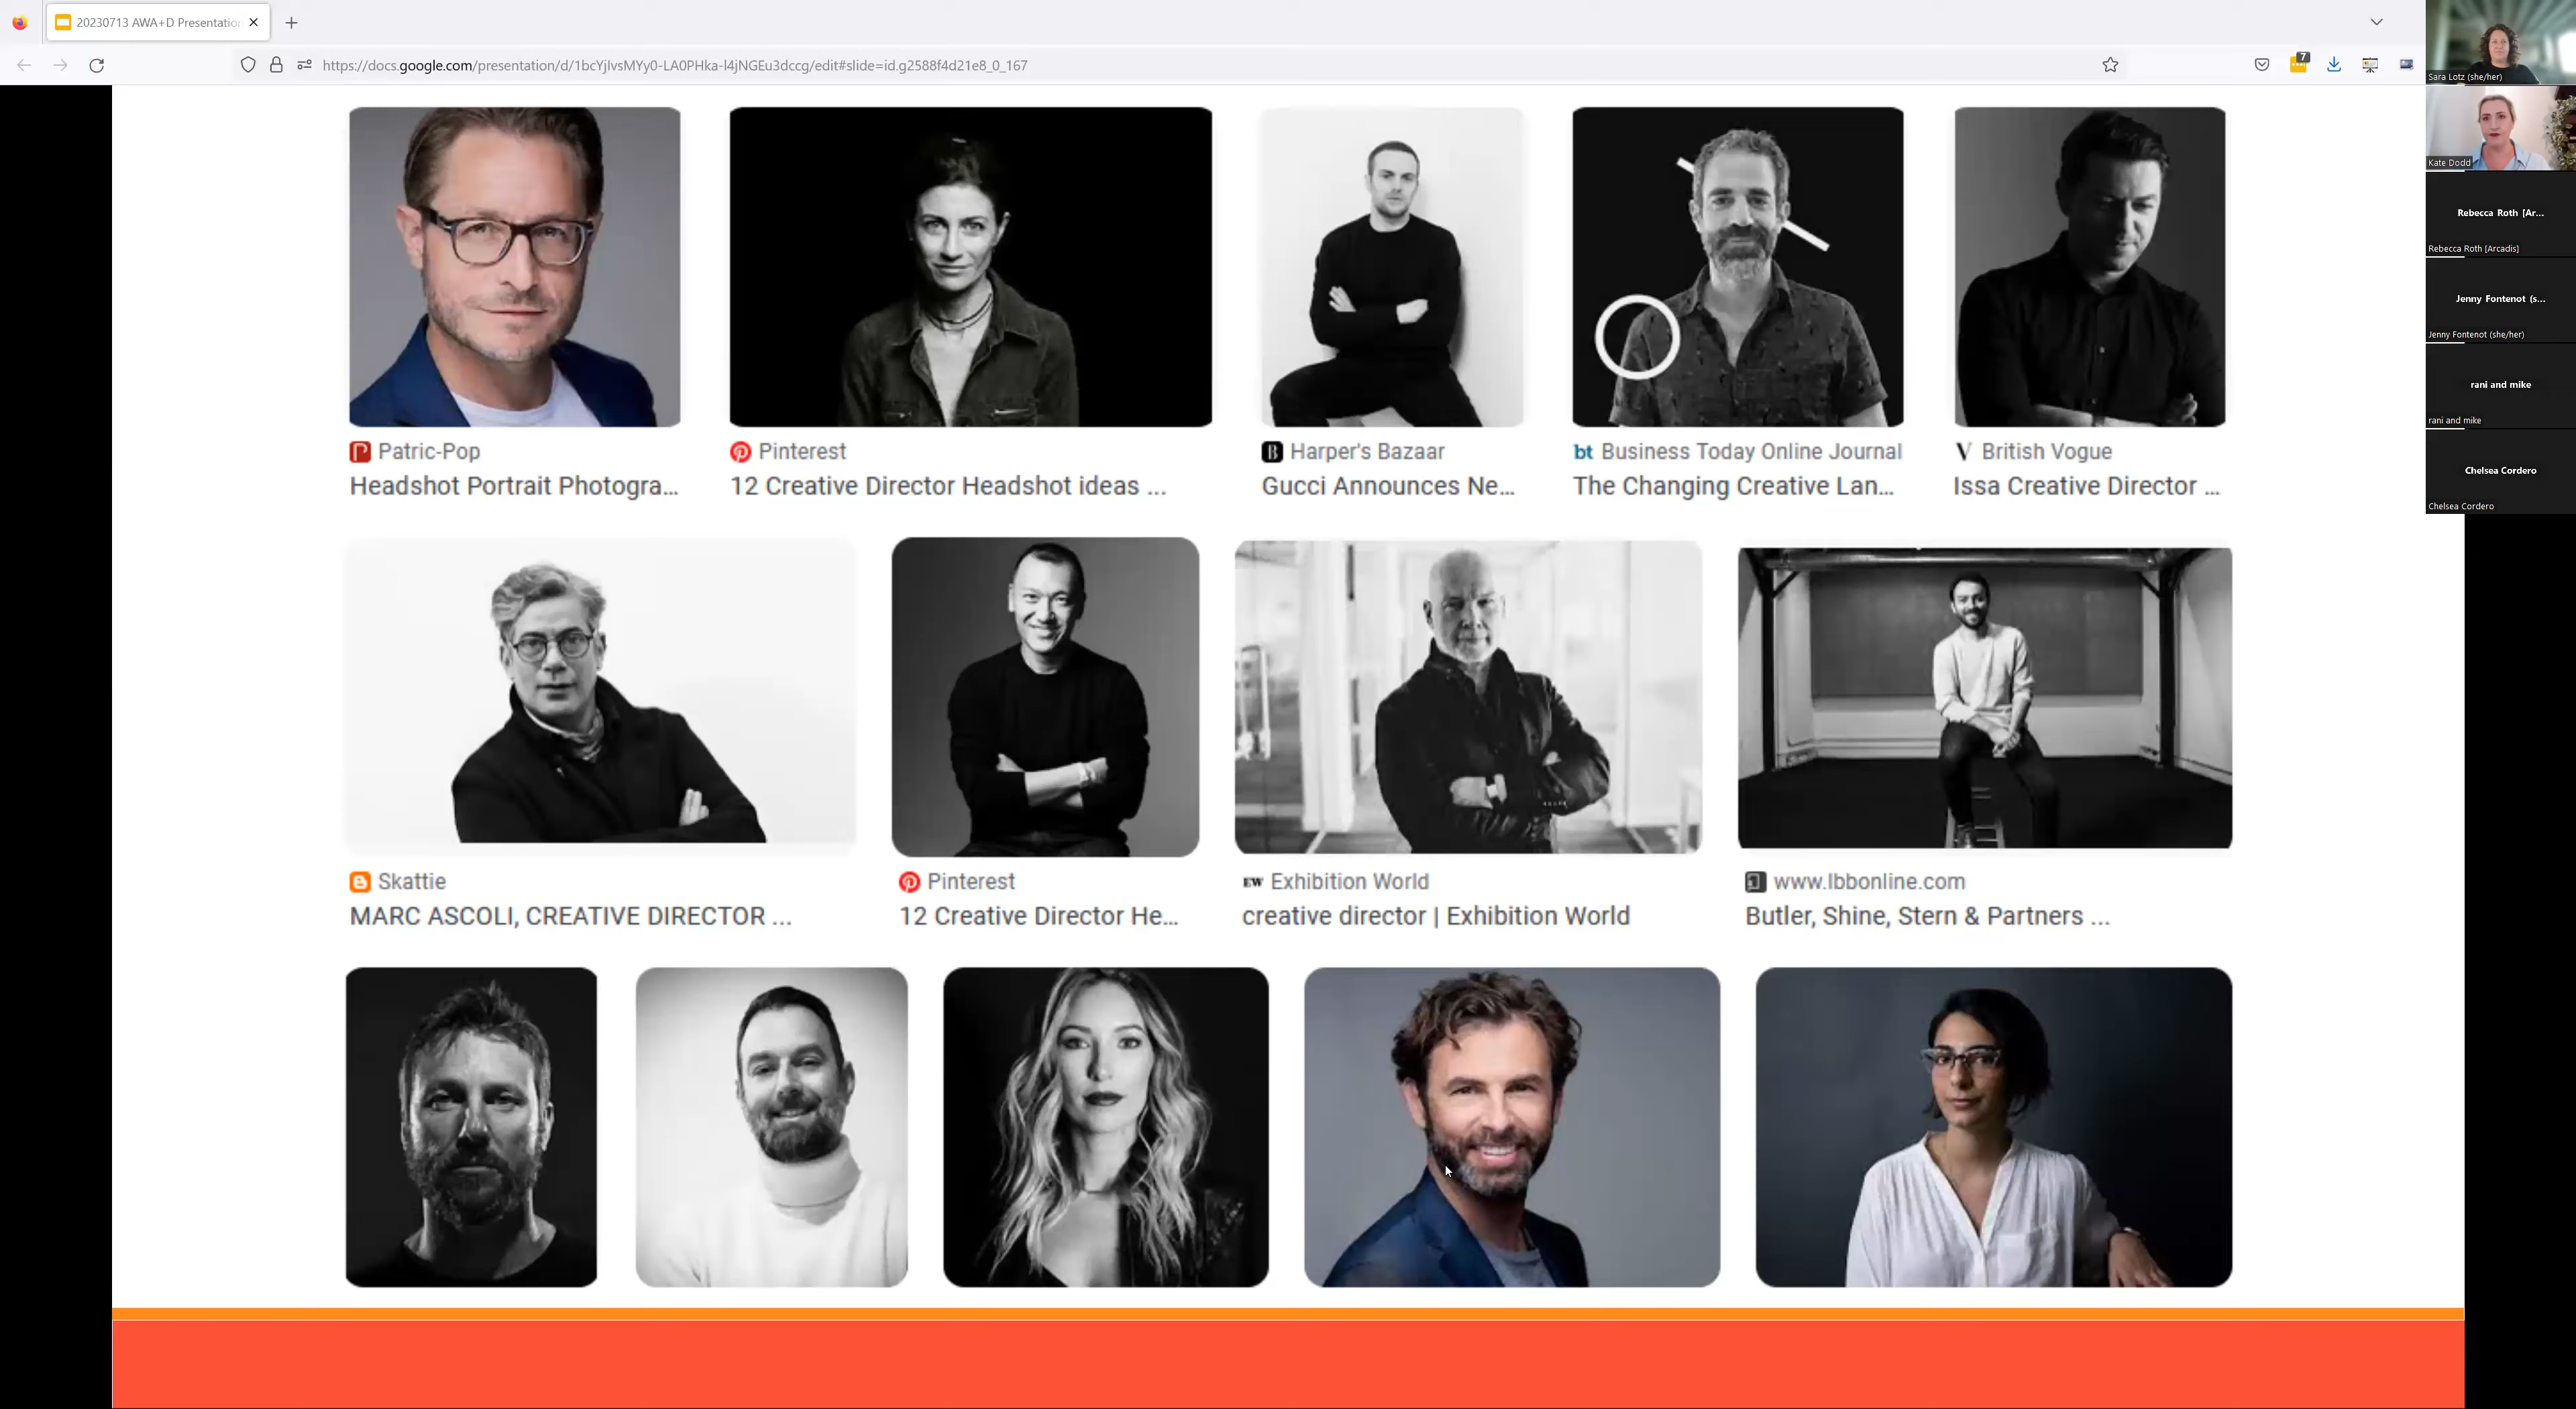 20230713 AWA+D Presentation
https://docs.google.com/presentation/d/1bcYjlvsMYy0-LA0PHka-l4jNGEu3dccg/edit#slide=id.g2588f4d21e8_0_167
7
Sara Lotz (she/her)
Kate Dodd
Rebecca Roth [Ar...
Rebecca Roth [Arcadis]
Jenny Fontenot (s...
Jenny Fontenot (she/her)
rani and mike
rani and mike
Chelsea Cordero
Chelsea Cordero
Patric-Pop
Headshot Portrait Photogra...
Pinterest
12 Creative Director Headshot ideas ...
Harper's Bazaar
Gucci Announces Ne...
bt Business Today Online Journal
The Changing Creative Lan...
V British Vogue
Issa Creative Director ...
Skattie
MARC ASCOLI, CREATIVE DIRECTOR ...
Pinterest
12 Creative Director He...
EW Exhibition World
creative director | Exhibition World
www.lbbonline.com
Butler, Shine, Stern & Partners ...